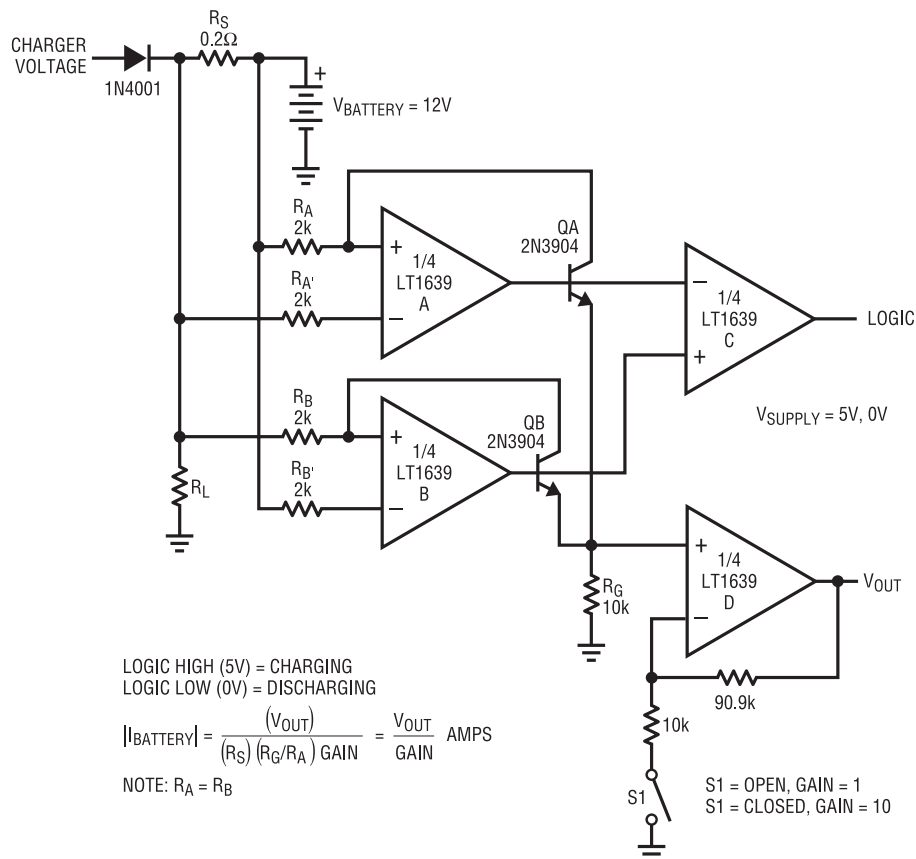 CHARGER
VOLTAGE
1N4001
RS
0.2Ω
+
VBATTERY = 12V
RA
2k
RA'
2k
+
−
1/4
LT1639
A
QA
2N3904
−
+
1/4
LT1639
C
LOGIC
VSUPPLY = 5V, 0V
RB
2k
RB'
2k
+
−
1/4
LT1639
B
QB
2N3904
RL
RG
10k
+
−
1/4
LT1639
D
VOUT
90.9k
10k
S1
S1 = OPEN, GAIN = 1
S1 = CLOSED, GAIN = 10
LOGIC HIGH (5V) = CHARGING
LOGIC LOW (0V) = DISCHARGING
|IBATTERY| = (VOUT) / (RS) (RG/RA) GAIN = VOUT / GAIN AMPS
NOTE: RA = RB